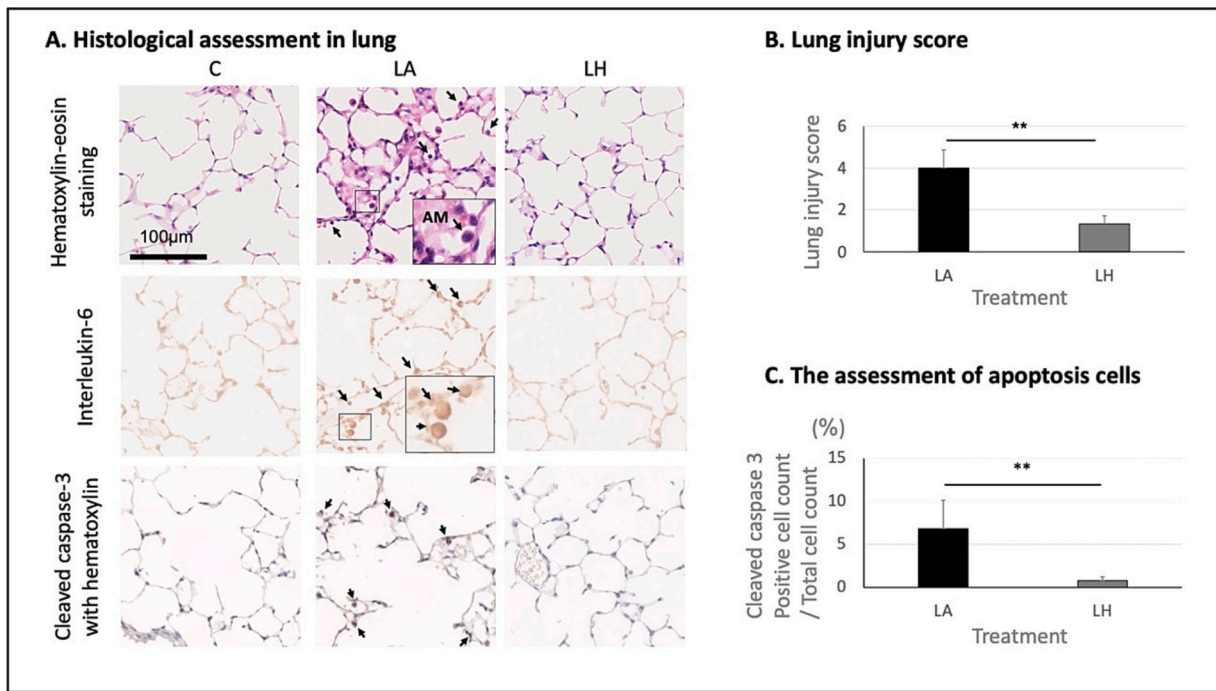 A. Histological assessment in lung
C LA LH
Hematoxylin-eosin
staining
AM
100μm
Interleukin-6
Cleaved caspase-3
with hematoxylin
B. Lung injury score
Lung injury score
6
4
2
0
**
LA LH
Treatment
C. The assessment of apoptosis cells
(%)
Cleaved caspase 3
Positive cell count
/ Total cell count
15
10
5
0
**
LA LH
Treatment